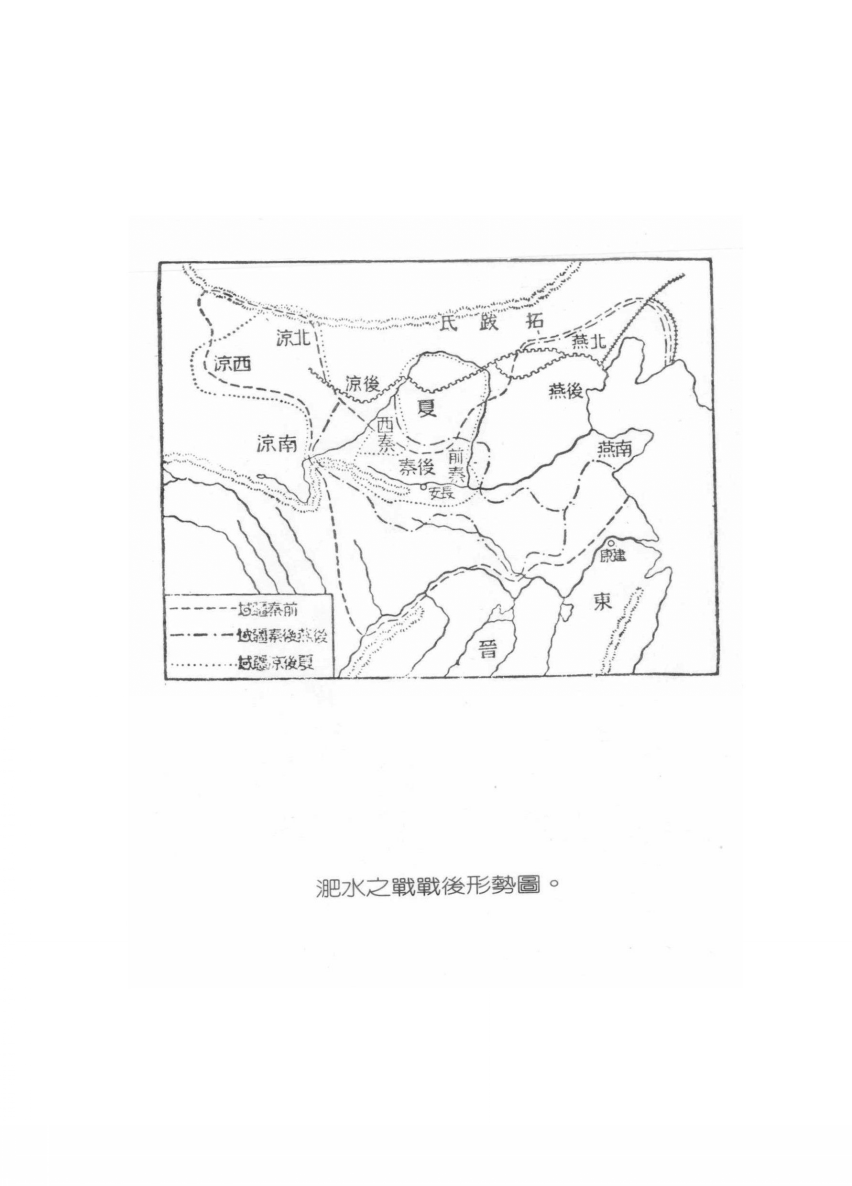 拓跋氏
北燕
北涼
西涼
後涼
後燕
夏
西秦
南涼
南燕
前秦
後秦
長安
建康
東
晉
前秦疆域
後燕後秦疆域
夏後涼疆域
淝水之戰戰後形勢圖。